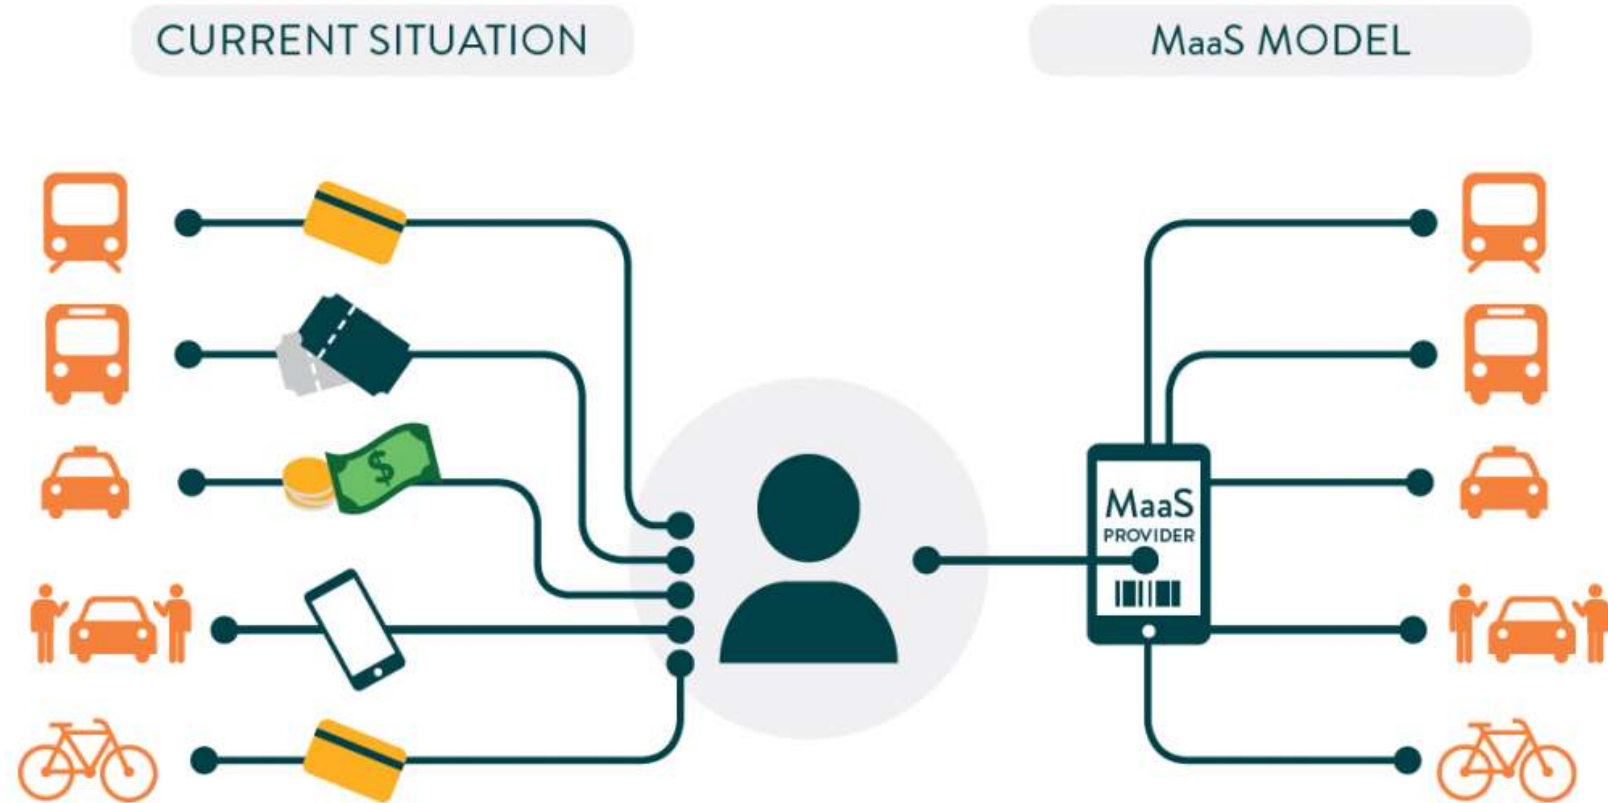 CURRENT SITUATION
MaaS MODEL
$
MaaS
PROVIDER